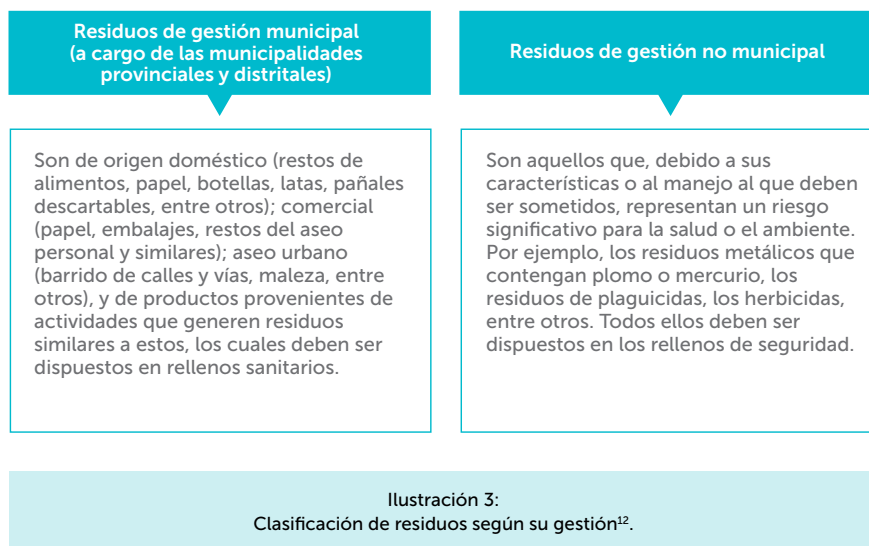 Residuos de gestión municipal
(a cargo de las municipalidades
provinciales y distritales)
Son de origen doméstico (restos de
alimentos, papel, botellas, latas, pañales
descartables, entre otros); comercial
(papel, embalajes, restos del aseo
personal y similares); aseo urbano
(barrido de calles y vías, maleza, entre
otros), y de productos provenientes de
actividades que generen residuos
similares a estos, los cuales deben ser
dispuestos en rellenos sanitarios.
Residuos de gestión no municipal
Son aquellos que, debido a sus
características o al manejo al que deben
ser sometidos, representan un riesgo
significativo para la salud o el ambiente.
Por ejemplo, los residuos metálicos que
contengan plomo o mercurio, los
residuos de plaguicidas, los herbicidas,
entre otros. Todos ellos deben ser
dispuestos en los rellenos de seguridad.
Ilustración 3:
Clasificación de residuos según su gestión¹².